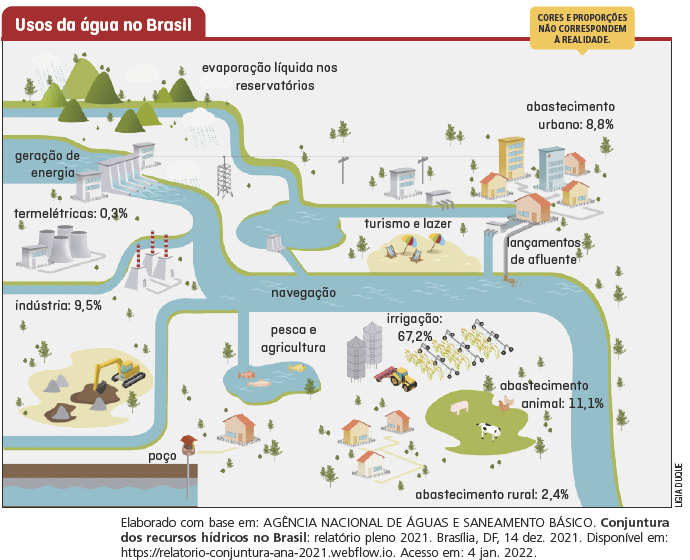 Usos da água no Brasil
CORES E PROPORÇÕES
NÃO CORRESPONDEM
À REALIDADE.
evaporação líquida nos
reservatórios
abastecimento
urbano: 8,8%
geração de
energia
termelétricas: 0,3%
turismo e lazer
lançamentos
de afluente
indústria: 9,5%
navegação
pesca e
agricultura
irrigação:
67,2%
abastecimento
animal: 11,1%
poço
abastecimento rural: 2,4%
LIGIA DUQUE
Elaborado com base em: AGÊNCIA NACIONAL DE ÁGUAS E SANEAMENTO BÁSICO. Conjuntura
dos recursos hídricos no Brasil: relatório pleno 2021. Brasília, DF, 14 dez. 2021. Disponível em:
https://relatorio-conjuntura-ana-2021.webflow.io. Acesso em: 4 jan. 2022.